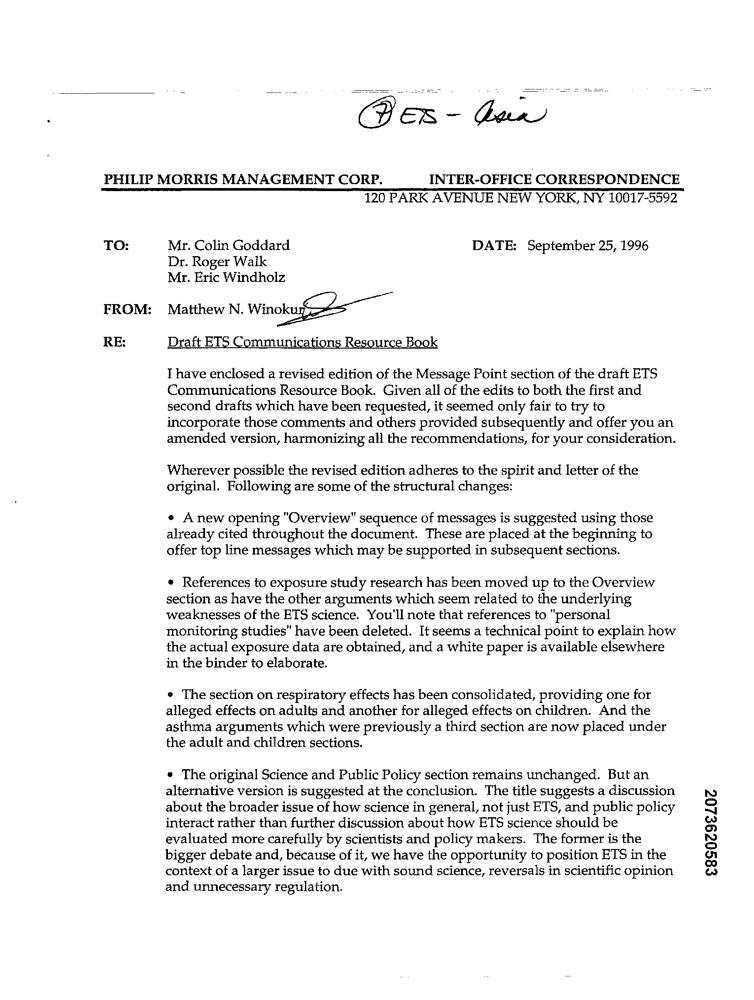 7 ETS - Asia
PHILIP MORRIS MANAGEMENT CORP. INTER-OFFICE CORRESPONDENCE
120 PARK AVENUE NEW YORK, NY 10017-5592
TO: Mr. Colin Goddard DATE: September 25, 1996
Dr. Roger Walk
Mr. Eric Windholz
FROM: Matthew N. Winokur
RE: Draft ETS Communications Resource Book
I have enclosed a revised edition of the Message Point section of the draft ETS
Communications Resource Book. Given all of the edits to both the first and
second drafts which have been requested, it seemed only fair to try to
incorporate those comments and others provided subsequently and offer you an
amended version, harmonizing all the recommendations, for your consideration.
Wherever possible the revised edition adheres to the spirit and letter of the
original. Following are some of the structural changes:
• A new opening "Overview" sequence of messages is suggested using those
already cited throughout the document. These are placed at the beginning to
offer top line messages which may be supported in subsequent sections.
• References to exposure study research has been moved up to the Overview
section as have the other arguments which seem related to the underlying
weaknesses of the ETS science. You'll note that references to "personal
monitoring studies" have been deleted. It seems a technical point to explain how
the actual exposure data are obtained, and a white paper is available elsewhere
in the binder to elaborate.
• The section on respiratory effects has been consolidated, providing one for
alleged effects on adults and another for alleged effects on children. And the
asthma arguments which were previously a third section are now placed under
the adult and children sections.
• The original Science and Public Policy section remains unchanged. But an
alternative version is suggested at the conclusion. The title suggests a discussion
about the broader issue of how science in general, not just ETS, and public policy
interact rather than further discussion about how ETS science should be
evaluated more carefully by scientists and policy makers. The former is the
bigger debate and, because of it, we have the opportunity to position ETS in the
context of a larger issue to due with sound science, reversals in scientific opinion
and unnecessary regulation.
2073620583